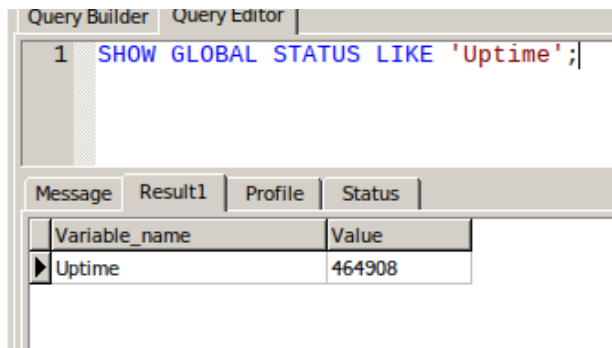 Query Builder Query Editor
1 SHOW GLOBAL STATUS LIKE 'Uptime';
Message Result1 Profile Status
Variable_name Value
Uptime 464908